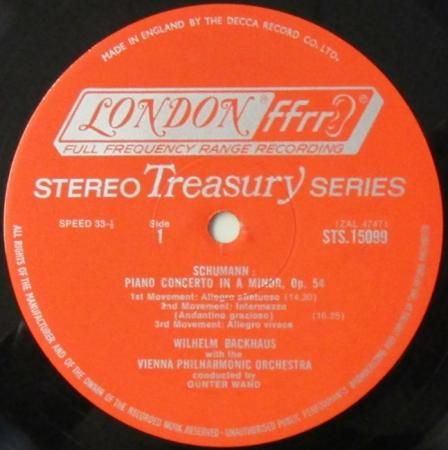 MADE IN ENGLAND BY THE DECCA RECORD CO. LTD.
LONDON ffrr
FULL FREQUENCY RANGE RECORDING
STEREO Treasury SERIES
SPEED 33⅓
Side
1
(ZAL 4747)
STS.15099
SCHUMANN :
PIANO CONCERTO IN A MINOR, Op. 54
1st Movement: Allegro affetuoso (14.30)
2nd Movement: Intermezzo
(Andantino grazioso) (16.25)
3rd Movement: Allegro vivace
WILHELM BACKHAUS
with the
VIENNA PHILHARMONIC ORCHESTRA
conducted by
GUNTER WAND
ALL RIGHTS OF THE MANUFACTURER AND OF THE OWNER OF THE RECORDED WORK RESERVED - UNAUTHORISED PUBLIC PERFORMANCE BROADCASTING AND COPYING OF THIS RECORD PROHIBITED